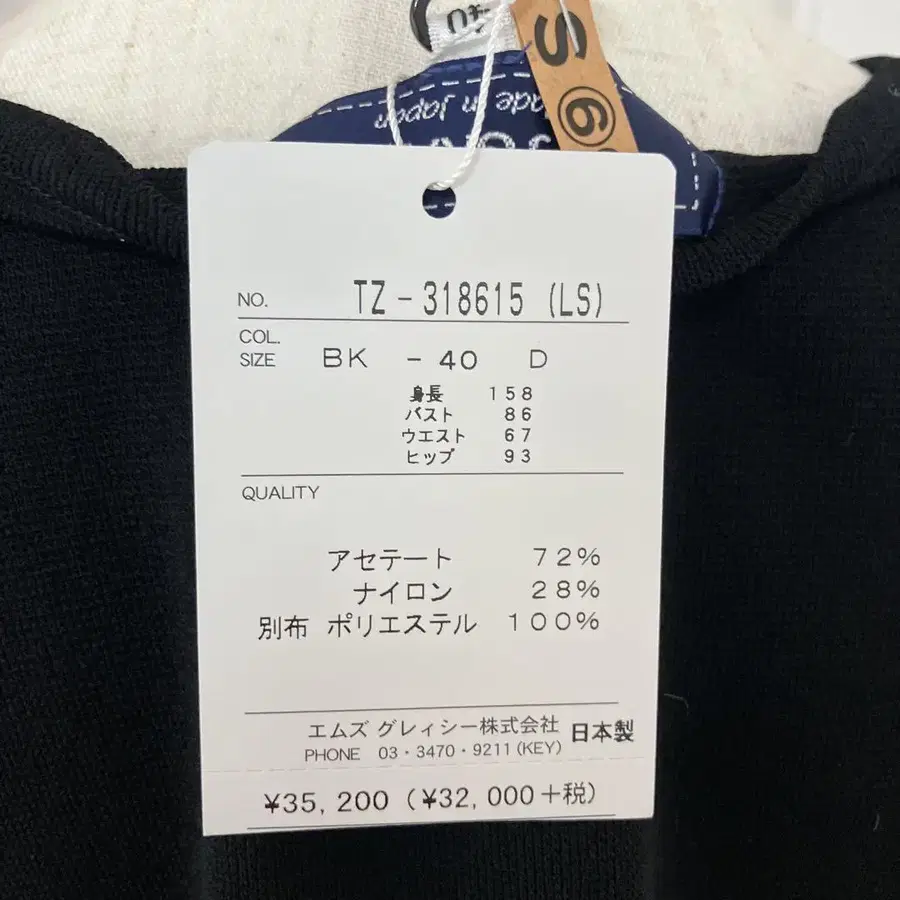 40
S ⑥
made in Japan
NO. TZ-318615 (LS)
COL.
SIZE BK - 40 D
身長 158
バスト 86
ウエスト 67
ヒップ 93
QUALITY
アセテート 72%
ナイロン 28%
別布 ポリエステル 100%
エムズ グレィシー株式会社 日本製
PHONE 03・3470・9211(KEY)
¥35,200 (¥32,000+税)